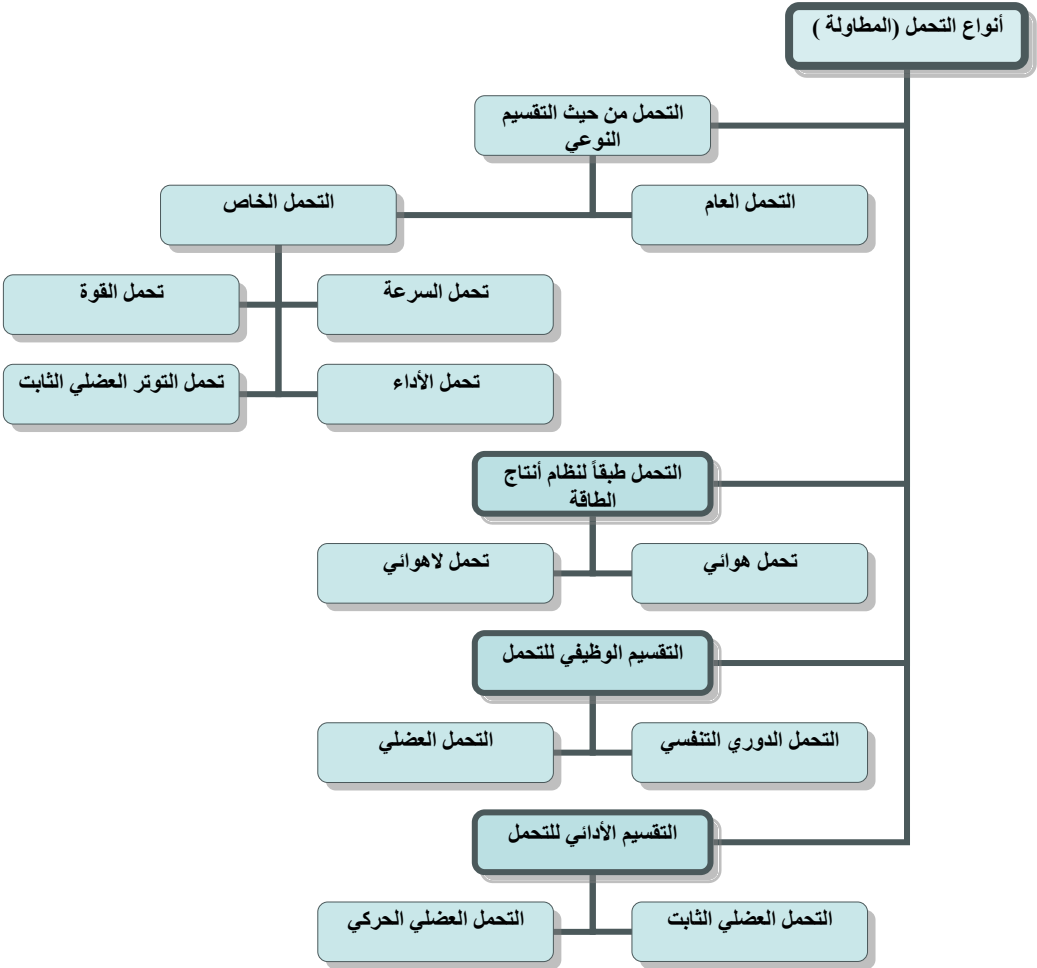 أنواع التحمل (المطاولة )
التحمل من حيث التقسيم
النوعي
التحمل العام
التحمل الخاص
تحمل السرعة
تحمل القوة
تحمل الأداء
تحمل التوتر العضلي الثابت
التحمل طبقاً لنظام أنتاج
الطاقة
تحمل هوائي
تحمل لاهوائي
التقسيم الوظيفي للتحمل
التحمل الدوري التنفسي
التحمل العضلي
التقسيم الأدائي للتحمل
التحمل العضلي الثابت
التحمل العضلي الحركي